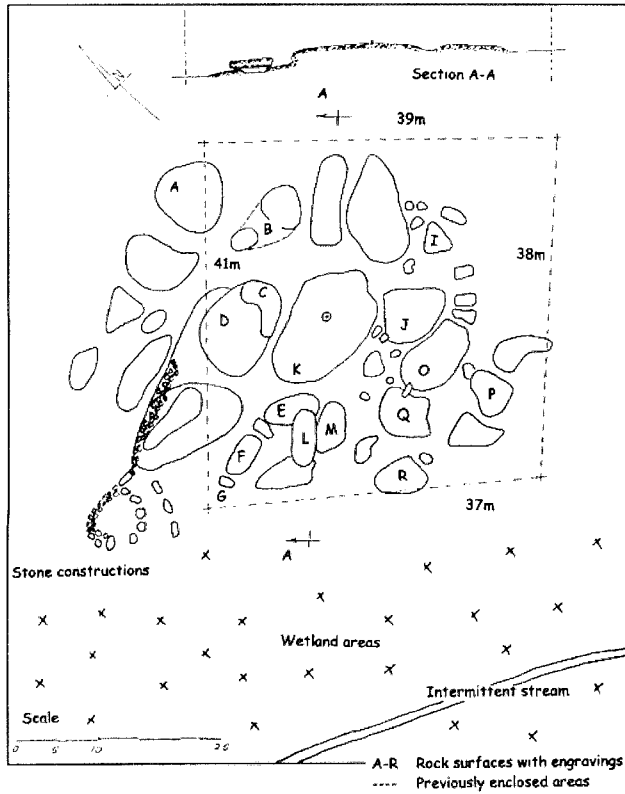 Section A-A
N
A
39m
A
B
I
41m
38m
C
D
J
K
O
P
E
M
L
Q
F
R
G
37m
A
Stone constructions
Wetland areas
Intermittent stream
Scale
0 5 10 25
A-R Rock surfaces with engravings
---- Previously enclosed areas